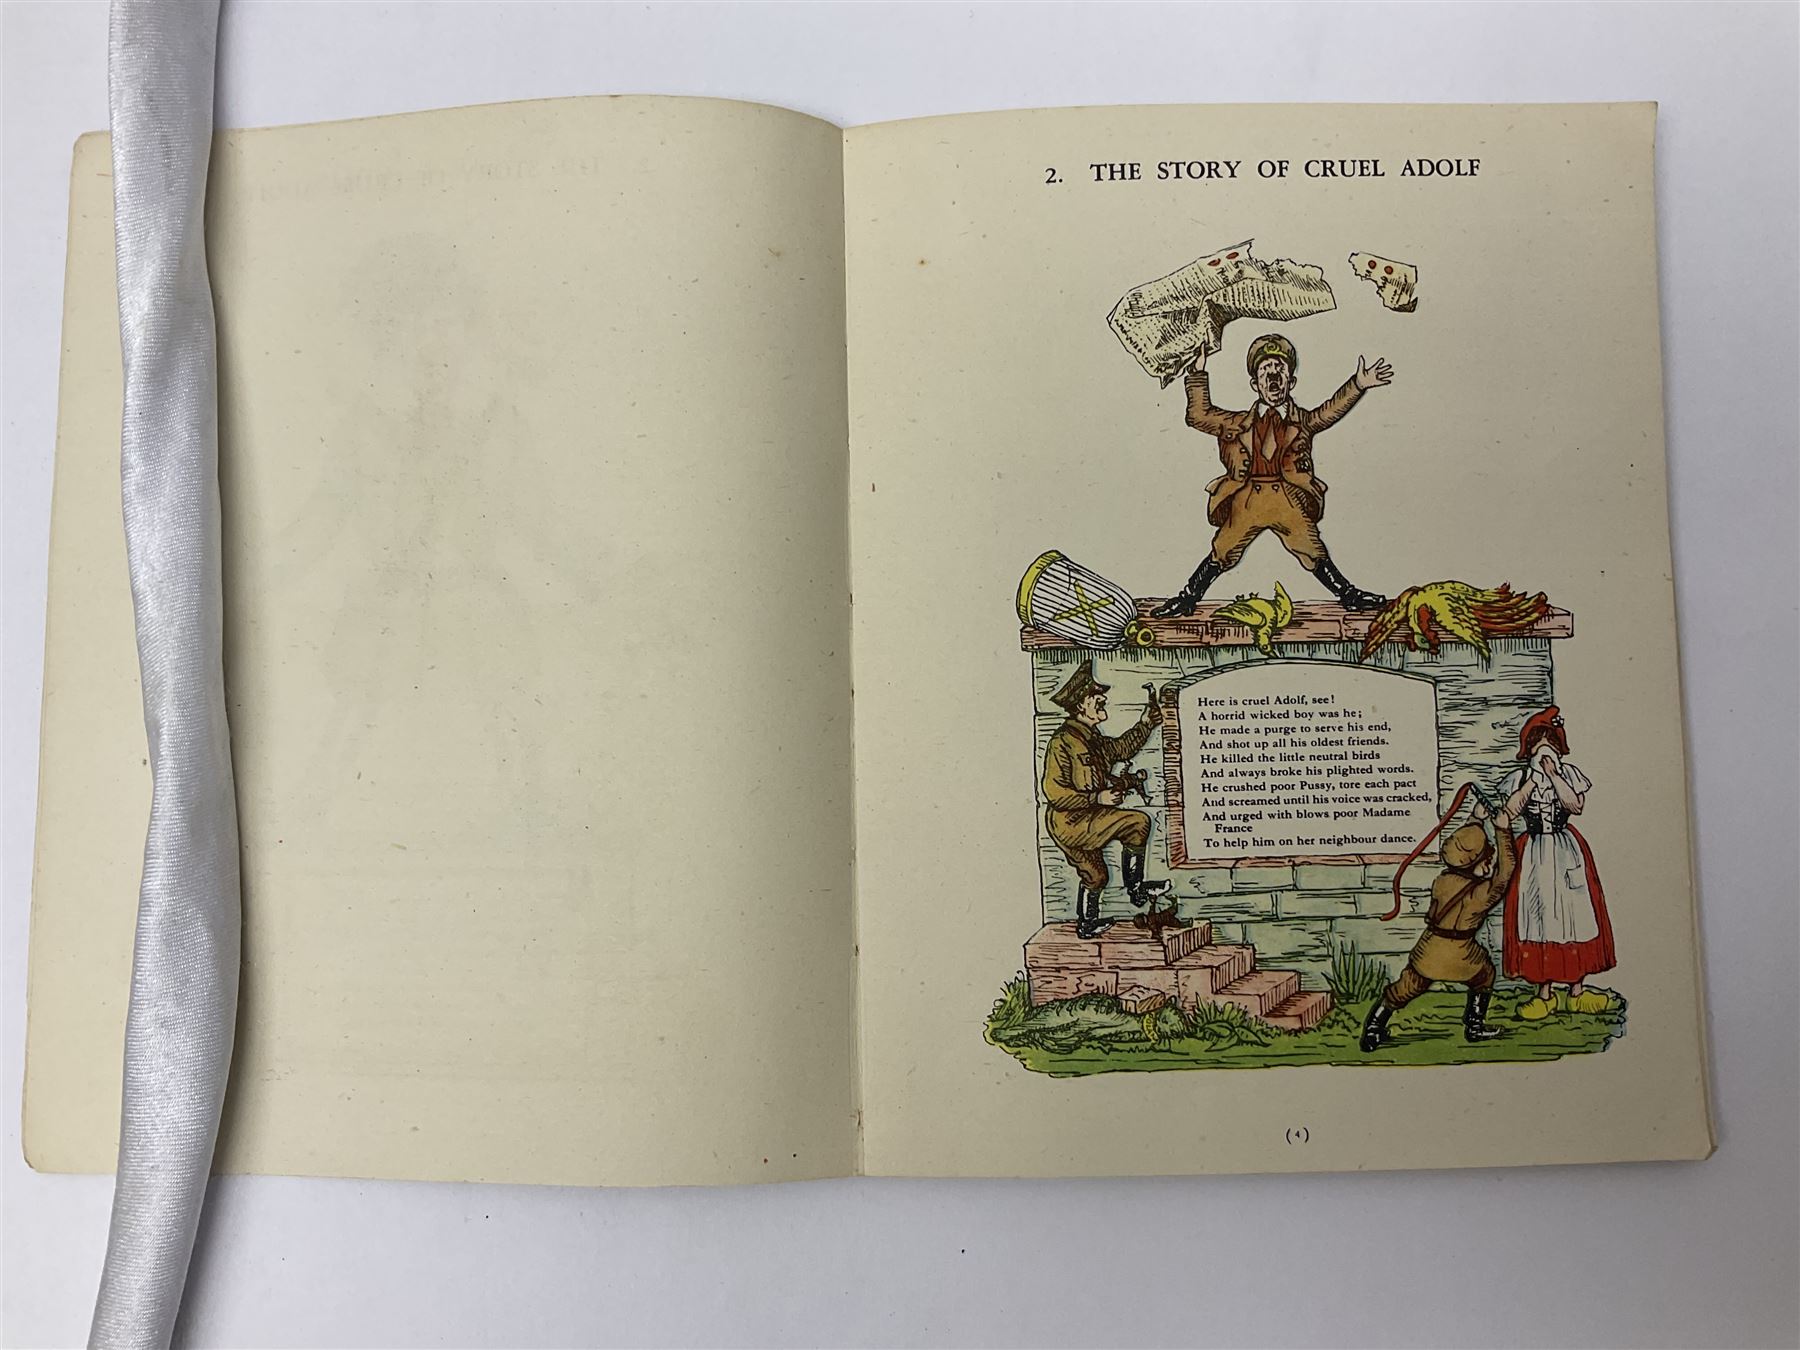 2. THE STORY OF CRUEL ADOLF
Here is cruel Adolf, see!
A horrid wicked boy was he;
He made a purge to serve his end,
And shot up all his oldest friends.
He killed the little neutral birds
And always broke his plighted words.
He crushed poor Pussy, tore each pact
And screamed until his voice was cracked,
And urged with blows poor Madame
France
To help him on her neighbour dance.
(4)